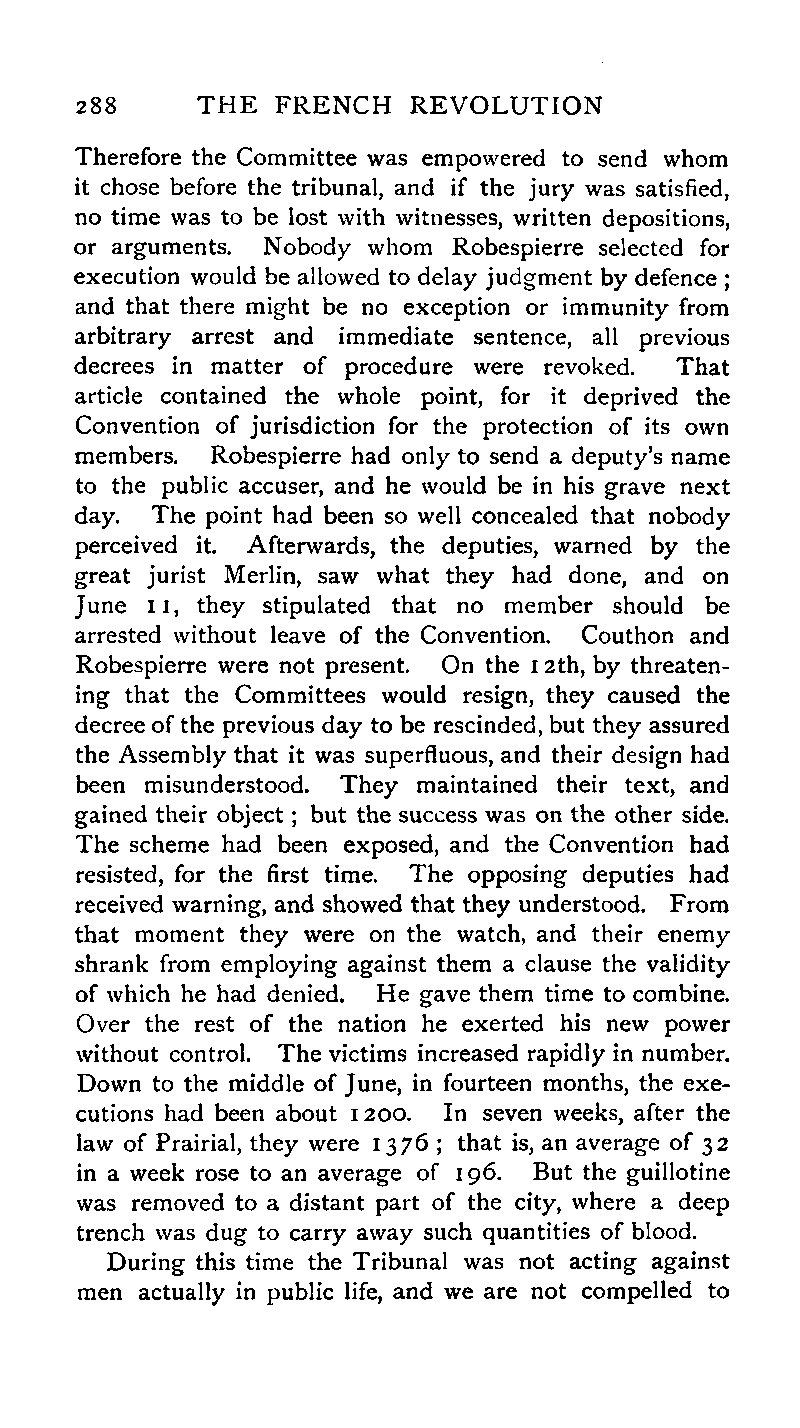 288 THE FRENCH REVOLUTION
Therefore the Committee was empowered to send whom
it chose before the tribunal, and if the jury was satisfied,
no time was to be lost with witnesses, written depositions,
or arguments. Nobody whom Robespierre selected for
execution would be allowed to delay judgment by defence ;
and that there might be no exception or immunity from
arbitrary arrest and immediate sentence, all previous
decrees in matter of procedure were revoked. That
article contained the whole point, for it deprived the
Convention of jurisdiction for the protection of its own
members. Robespierre had only to send a deputy's name
to the public accuser, and he would be in his grave next
day. The point had been so well concealed that nobody
perceived it. Afterwards, the deputies, warned by the
great jurist Merlin, saw what they had done, and on
June 11, they stipulated that no member should be
arrested without leave of the Convention. Couthon and
Robespierre were not present. On the 12th, by threaten-
ing that the Committees would resign, they caused the
decree of the previous day to be rescinded, but they assured
the Assembly that it was superfluous, and their design had
been misunderstood. They maintained their text, and
gained their object ; but the success was on the other side.
The scheme had been exposed, and the Convention had
resisted, for the first time. The opposing deputies had
received warning, and showed that they understood. From
that moment they were on the watch, and their enemy
shrank from employing against them a clause the validity
of which he had denied. He gave them time to combine.
Over the rest of the nation he exerted his new power
without control. The victims increased rapidly in number.
Down to the middle of June, in fourteen months, the exe-
cutions had been about 1200. In seven weeks, after the
law of Prairial, they were 1376 ; that is, an average of 32
in a week rose to an average of 196. But the guillotine
was removed to a distant part of the city, where a deep
trench was dug to carry away such quantities of blood.
During this time the Tribunal was not acting against
men actually in public life, and we are not compelled to